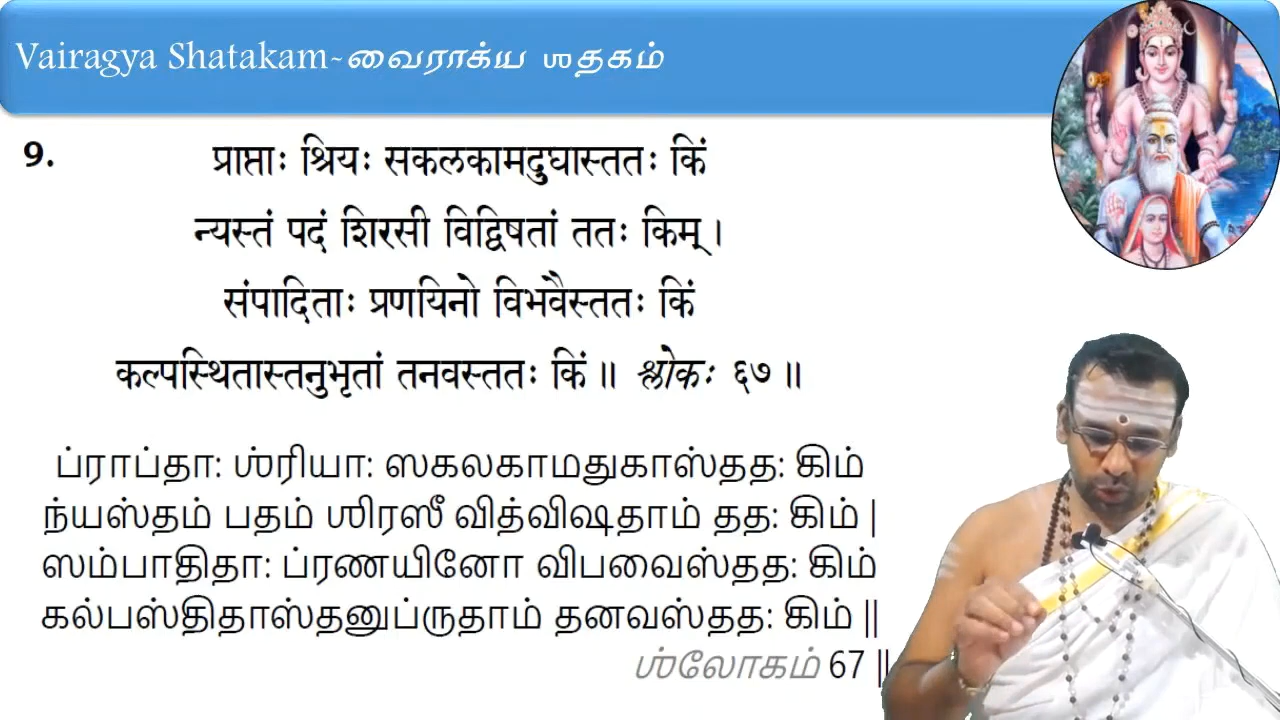 Vairagya Shatakam-வைராக்ய ஶதகம்
9. प्राप्ताः श्रियः सकलकामदुघास्ततः किं
न्यस्तं पदं शिरसी विद्विषतां ततः किम् ।
संपादिताः प्रणयिनो विभवैस्ततः किं
कल्पस्थितास्तनुभृतां तनवस्ततः किं ॥ श्लोकः ६७ ॥
ப்ராப்தா: ஶ்ரியா: ஸகலகாமதுகாஸ்தத: கிம்
ந்யஸ்தம் பதம் ஶிரஸீ வித்விஷதாம் தத: கிம் |
ஸம்பாதிதா: ப்ரணயினோ விபவைஸ்தத: கிம்
கல்பஸ்திதாஸ்தனுப்ருதாம் தனவஸ்தத: கிம் ||
ஶ்லோகம் 67 ||